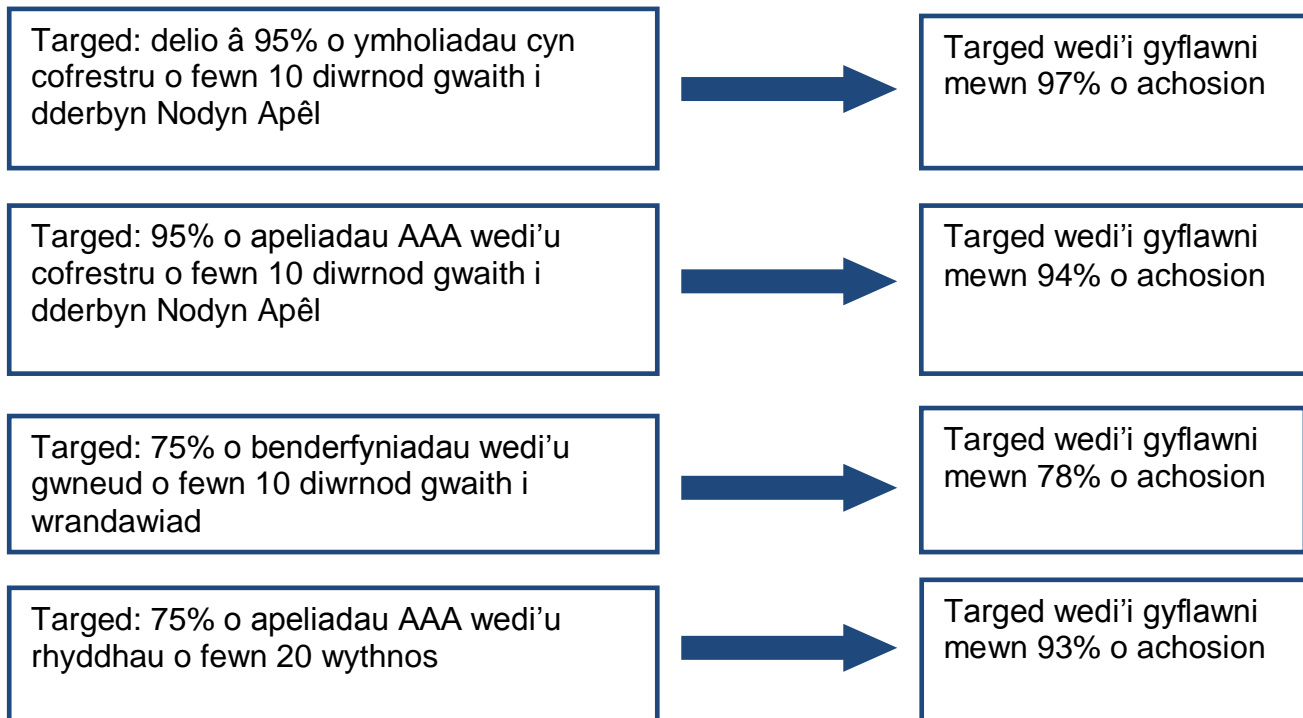 Targed: delio â 95% o ymholiadau cyn
cofrestru o fewn 10 diwrnod gwaith i
dderbyn Nodyn Apêl
Targed wedi’i gyflawni
mewn 97% o achosion
Targed: 95% o apeliadau AAA wedi’u
cofrestru o fewn 10 diwrnod gwaith i
dderbyn Nodyn Apêl
Targed wedi’i gyflawni
mewn 94% o achosion
Targed: 75% o benderfyniadau wedi’u
gwneud o fewn 10 diwrnod gwaith i
wrandawiad
Targed wedi’i gyflawni
mewn 78% o achosion
Targed: 75% o apeliadau AAA wedi’u
rhyddhau o fewn 20 wythnos
Targed wedi’i gyflawni
mewn 93% o achosion